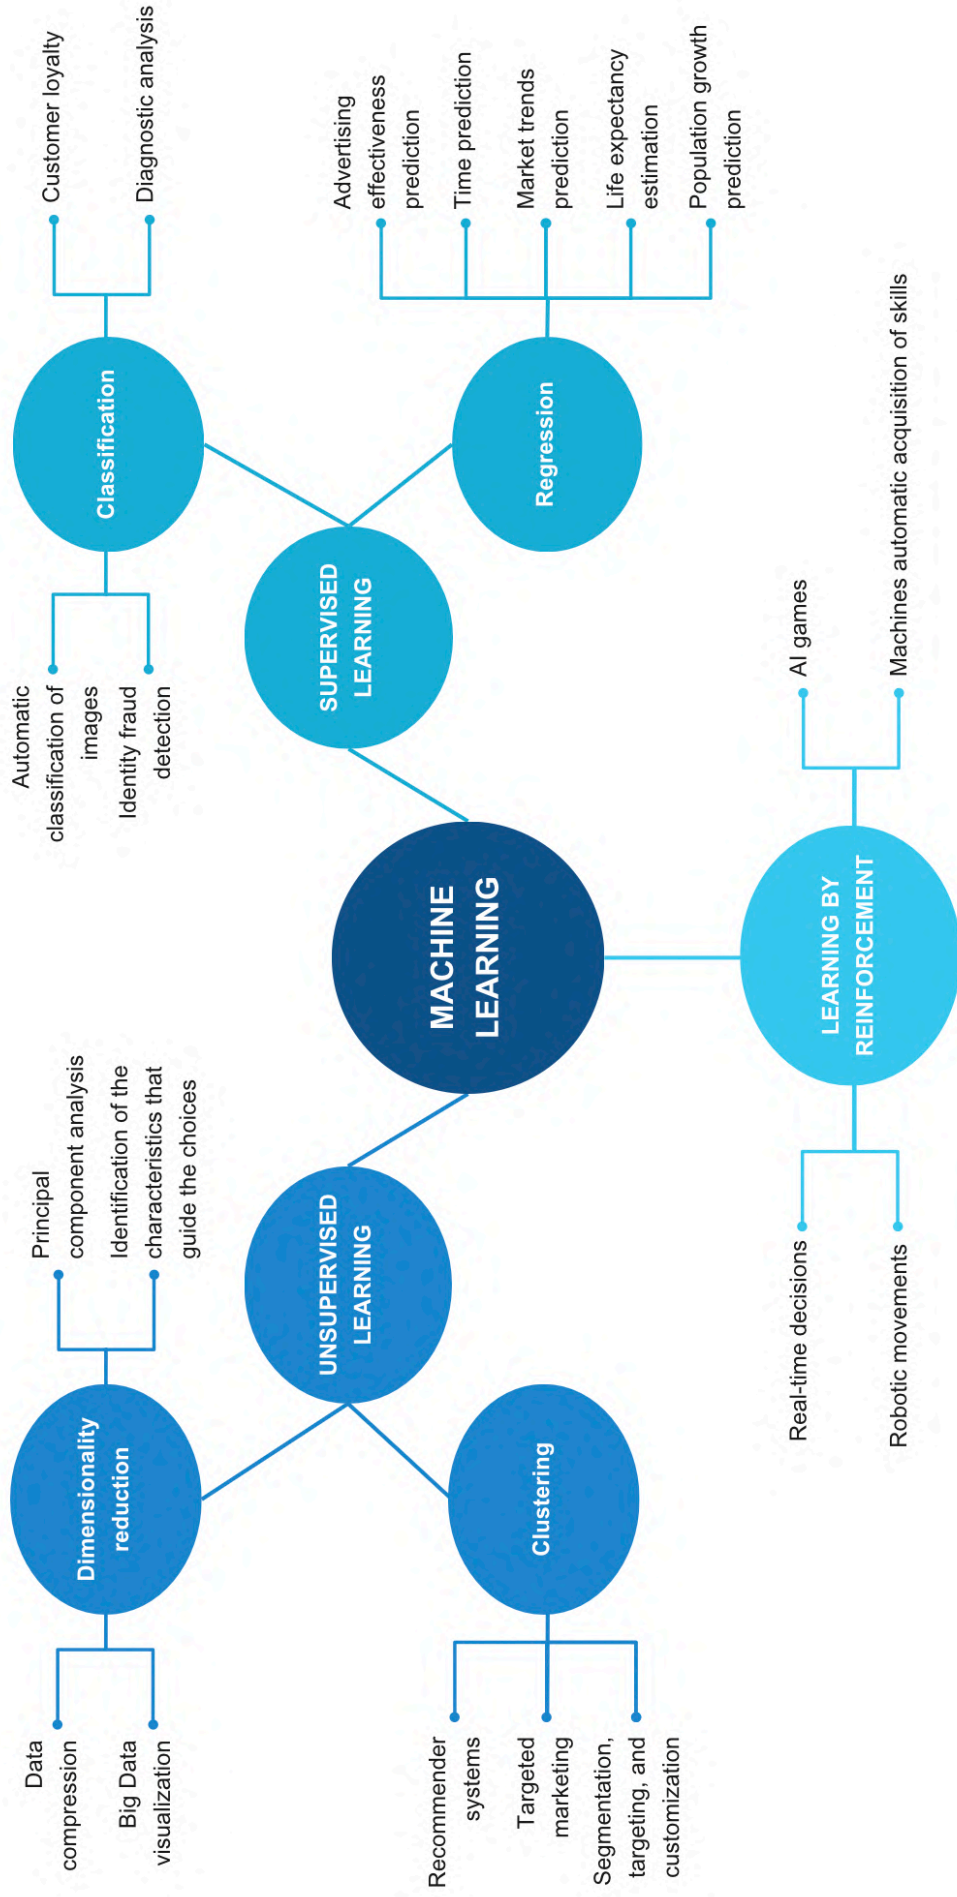 Data
compression
Big Data
visualization
Dimensionality
reduction
Principal
component analysis
Identification of the
characteristics that
guide the choices
Automatic
classification of
images
Identity fraud
detection
Classification
Customer loyalty
Diagnostic analysis
UNSUPERVISED
LEARNING
SUPERVISED
LEARNING
MACHINE
LEARNING
Recommender
systems
Targeted
marketing
Segmentation,
targeting, and
customization
Clustering
Regression
Advertising
effectiveness
prediction
Time prediction
Market trends
prediction
Life expectancy
estimation
Population growth
prediction
Real-time decisions
Robotic movements
LEARNING BY
REINFORCEMENT
AI games
Machines automatic acquisition of skills